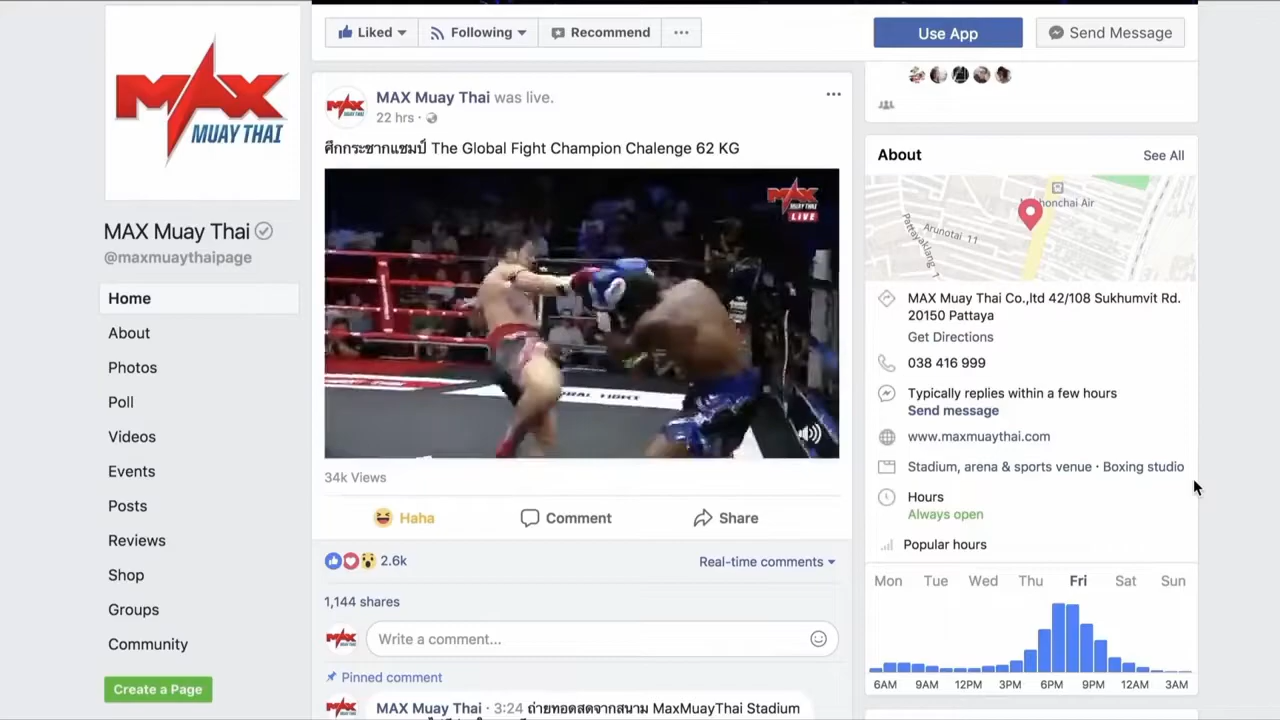 MAX
MUAY THAI
MAX Muay Thai
@maxmuaythaipage
Home
About
Photos
Poll
Videos
Events
Posts
Reviews
Shop
Groups
Community
Create a Page
Liked
Following
Recommend
Use App
Send Message
MAX Muay Thai was live.
22 hrs ·
ศึกกระชากแชมป์ The Global Fight Champion Chalenge 62 KG
MAX
MUAY THAI
LIVE
34k Views
Haha
Comment
Share
2.6k
Real-time comments
1,144 shares
Write a comment...
Pinned comment
MAX Muay Thai · 3:24 ถ่ายทอดสดจากสนาม MaxMuayThai Stadium
About
See All
Arunotai 11
MAX Muay Thai Co.,ltd 42/108 Sukhumvit Rd.
20150 Pattaya
Get Directions
038 416 999
Typically replies within a few hours
Send message
www.maxmuaythai.com
Stadium, arena & sports venue · Boxing studio
Hours
Always open
Popular hours
Mon Tue Wed Thu Fri Sat Sun
6AM 9AM 12PM 3PM 6PM 9PM 12AM 3AM